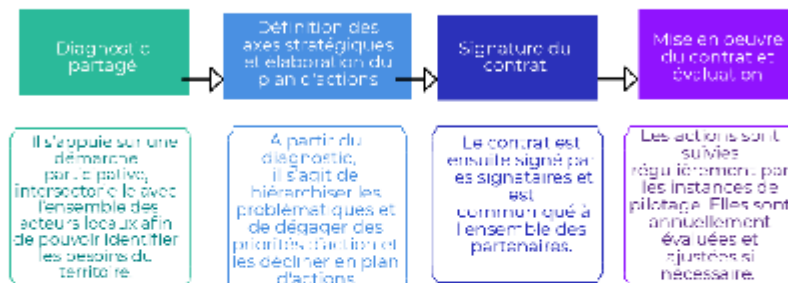 Diagnostic
partagé
Définition des
axes stratégiques
et élaboration du
plan d'actions
Signature du
contrat
Mise en oeuvre
du contrat et
évaluation
Il s'appuie sur une
démarche
participative,
intersectorielle avec
l'ensemble des
acteurs locaux afin
de pouvoir identifier
les besoins du
territoire
A partir du
diagnostic,
il s'agit de
hiérarchiser les
problématiques et
de dégager des
priorités d'action et
les décliner en plan
d'actions
Le contrat est
ensuite signé par
les signataires et
est
communiqué à
l'ensemble des
partenaires.
Les actions sont
suivies
régulièrement par
les instances de
pilotage. Elles sont
annuellement
évaluées et
ajustées si
nécessaire.